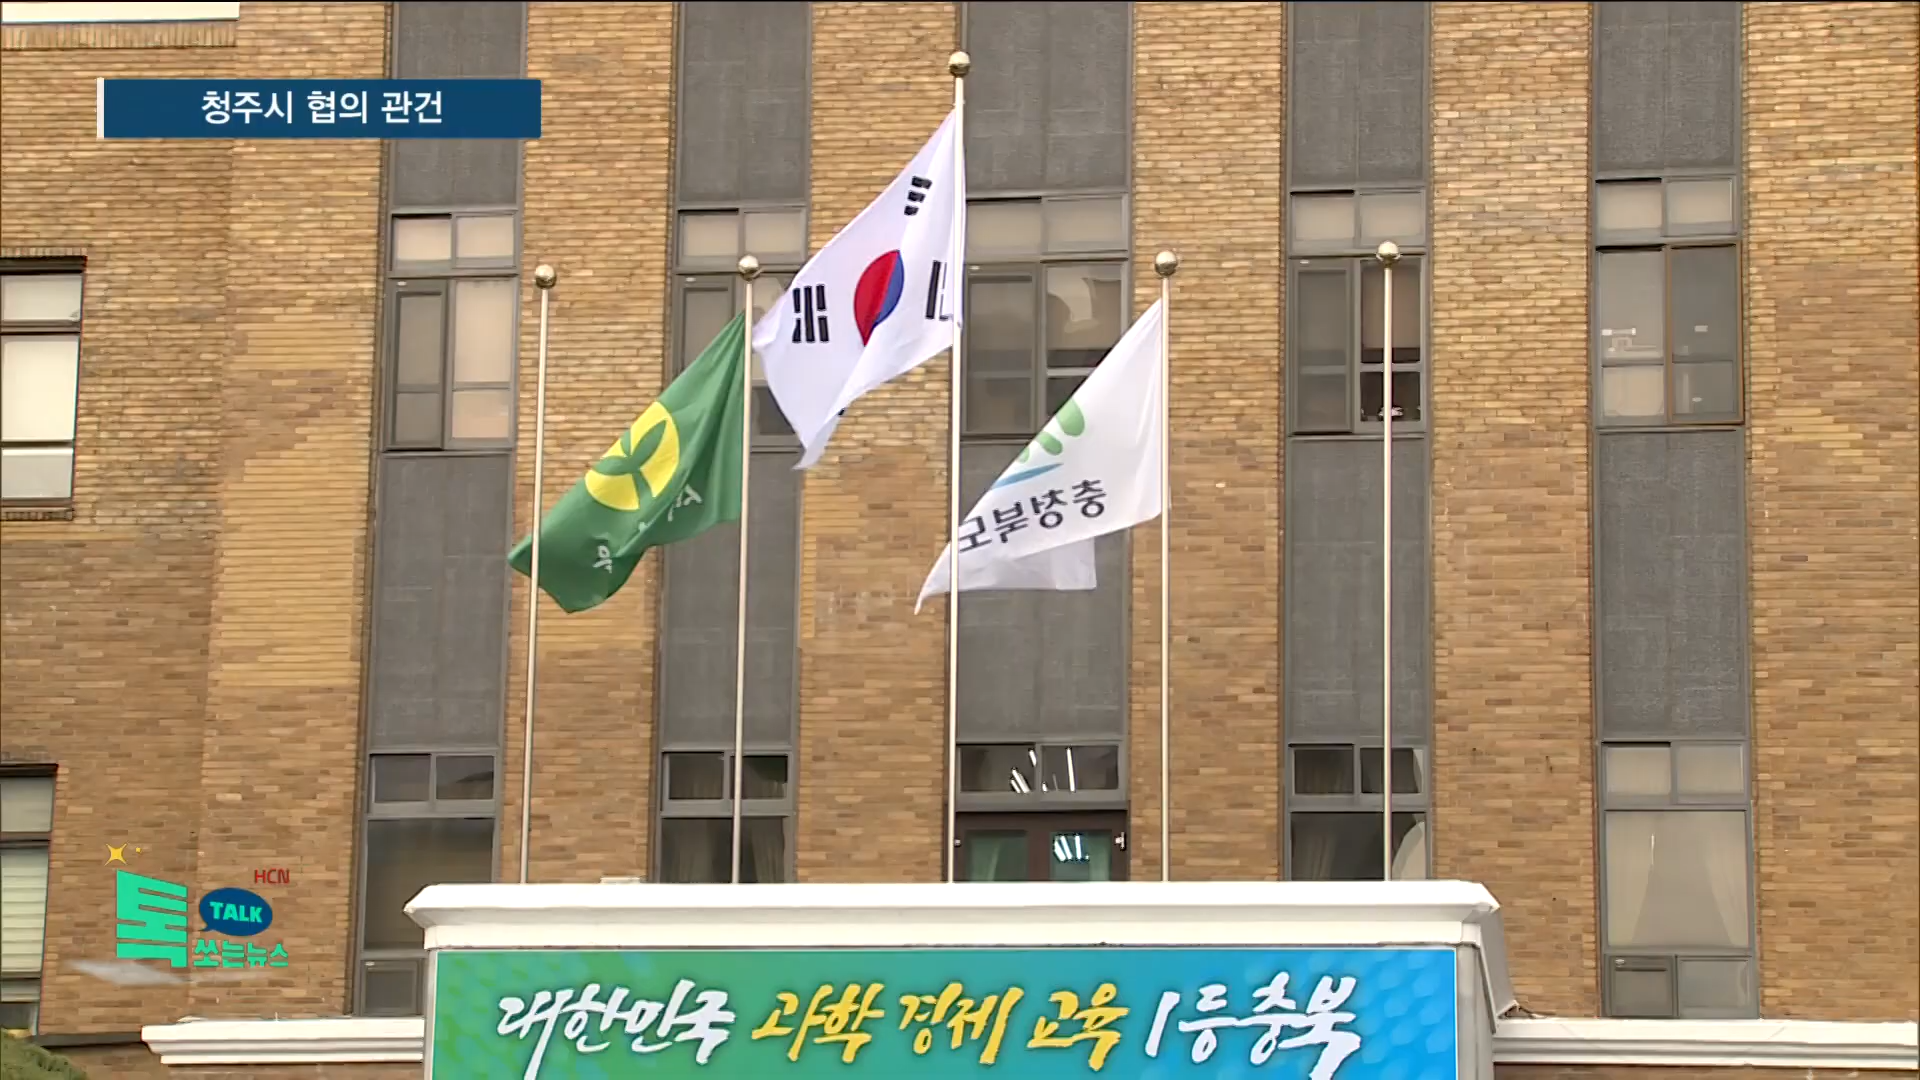 청주시 협의 관건
충청북도
HCN
톡
TALK
쏘는뉴스
대한민국 과학 경제 교육 1등 충북